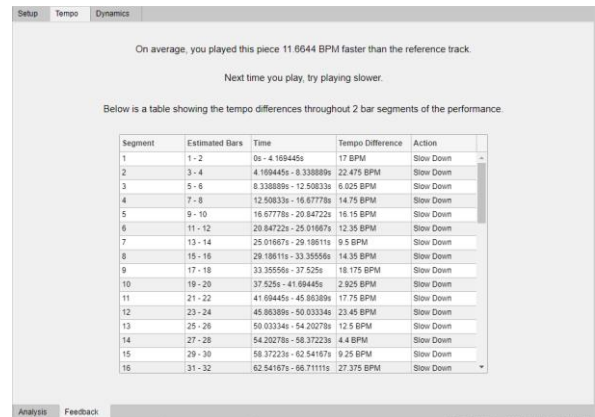 Setup Tempo Dynamics
On average, you played this piece 11.6644 BPM faster than the reference track.
Next time you play, try playing slower.
Below is a table showing the tempo differences throughout 2 bar segments of the performance.
Segment Estimated Bars Time Tempo Difference Action
1 1 - 2 0s - 4.169445s 17 BPM Slow Down
2 3 - 4 4.169445s - 8.338889s 22.475 BPM Slow Down
3 5 - 6 8.338889s - 12.50833s 6.025 BPM Slow Down
4 7 - 8 12.50833s - 16.67778s 14.75 BPM Slow Down
5 9 - 10 16.67778s - 20.84722s 16.15 BPM Slow Down
6 11 - 12 20.84722s - 25.01667s 12.35 BPM Slow Down
7 13 - 14 25.01667s - 29.18611s 9.5 BPM Slow Down
8 15 - 16 29.18611s - 33.35556s 14.35 BPM Slow Down
9 17 - 18 33.35556s - 37.525s 18.175 BPM Slow Down
10 19 - 20 37.525s - 41.69445s 2.925 BPM Slow Down
11 21 - 22 41.69445s - 45.86389s 17.75 BPM Slow Down
12 23 - 24 45.86389s - 50.03334s 23.45 BPM Slow Down
13 25 - 26 50.03334s - 54.20278s 12.5 BPM Slow Down
14 27 - 28 54.20278s - 58.37223s 4.4 BPM Slow Down
15 29 - 30 58.37223s - 62.54167s 9.25 BPM Slow Down
16 31 - 32 62.54167s - 66.71111s 27.375 BPM Slow Down
Analysis Feedback